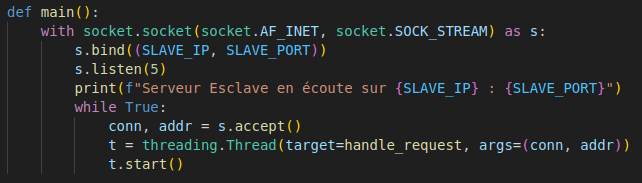 def main():
    with socket.socket(socket.AF_INET, socket.SOCK_STREAM) as s:
        s.bind((SLAVE_IP, SLAVE_PORT))
        s.listen(5)
        print(f"Serveur Esclave en écoute sur {SLAVE_IP} : {SLAVE_PORT}")
        while True:
            conn, addr = s.accept()
            t = threading.Thread(target=handle_request, args=(conn, addr))
            t.start()